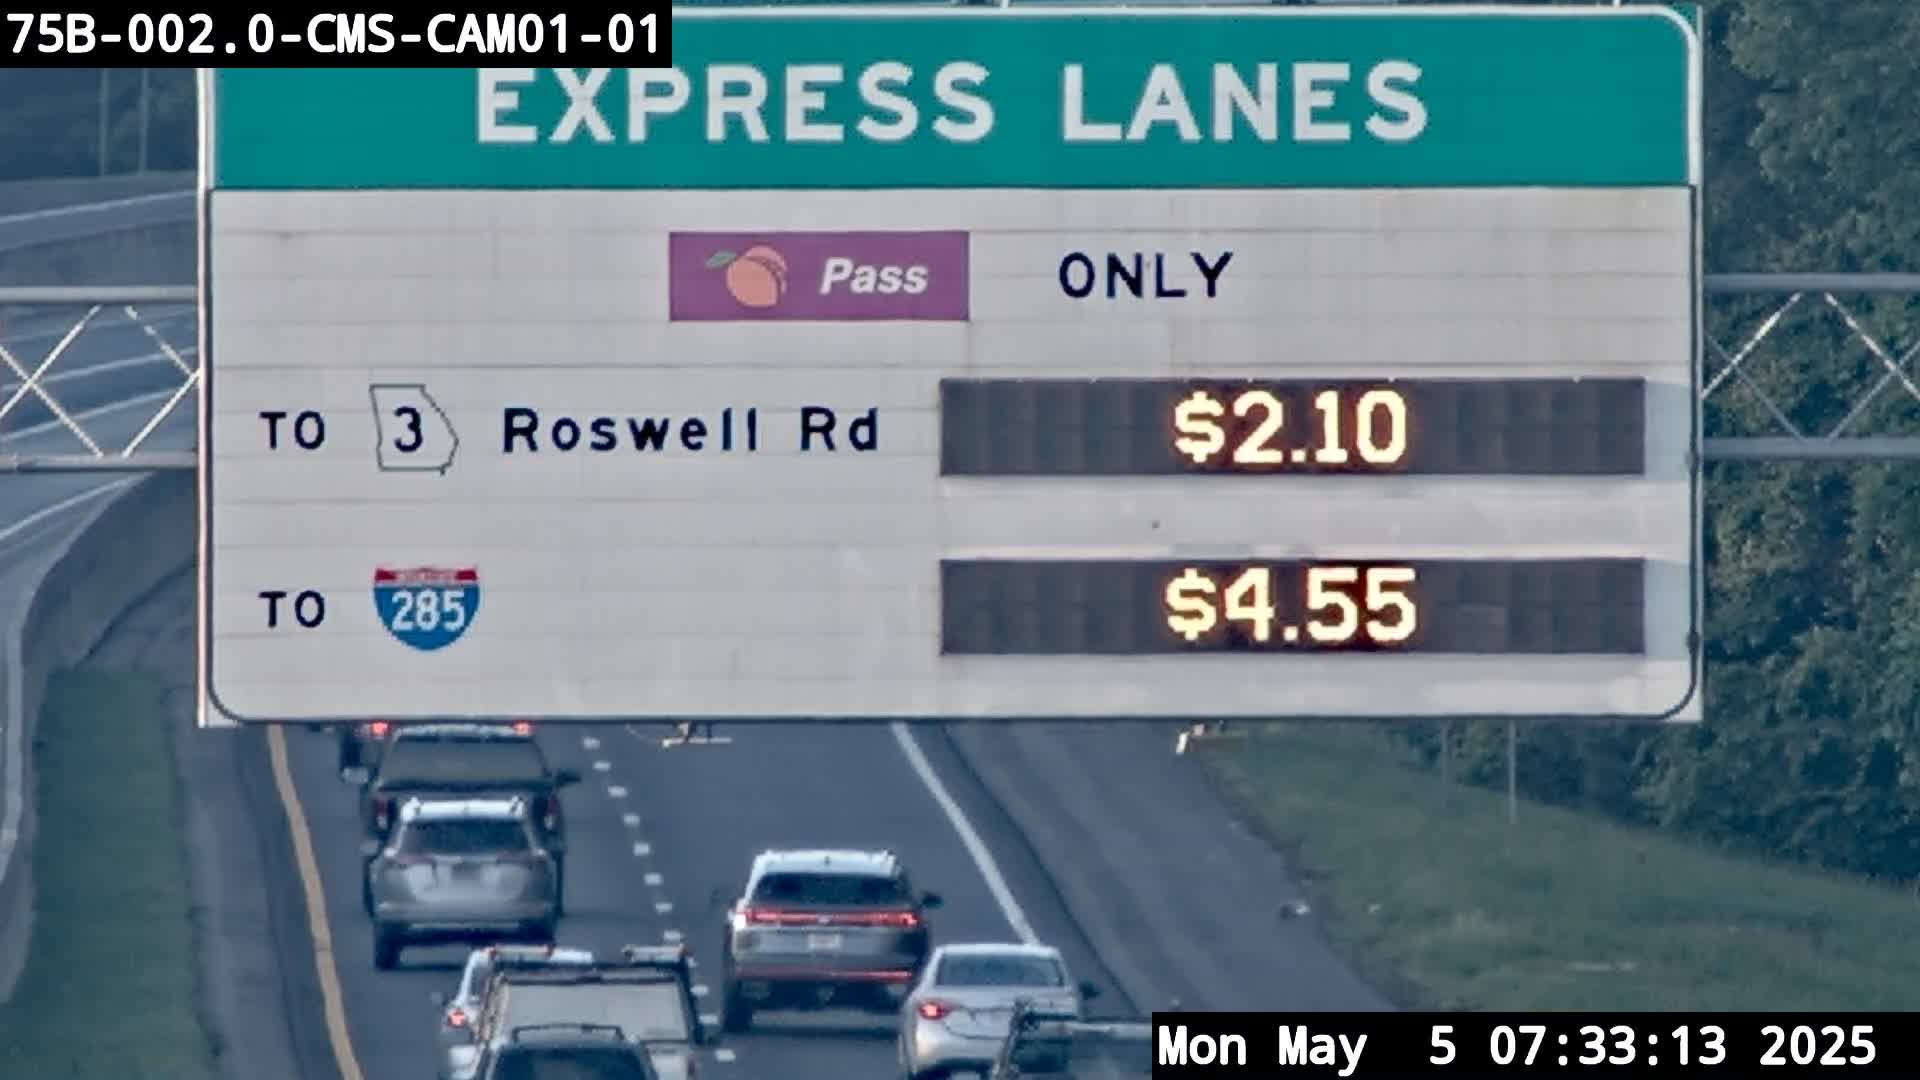 75B-002.0-CMS-CAM01-01
EXPRESS LANES
Pass ONLY
TO 3 Roswell Rd $2.10
TO 285 $4.55
Mon May 5 07:33:13 2025